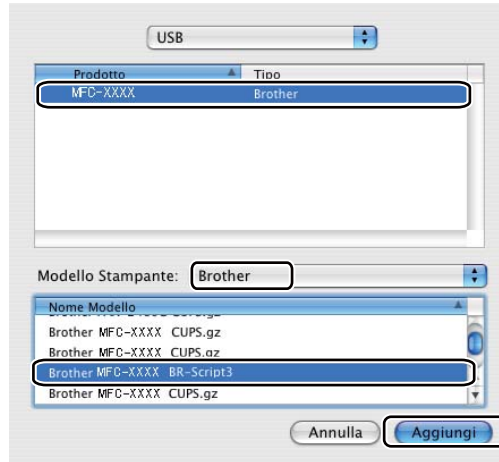 USB
Prodotto Tipo
MFC-XXXX Brother
Modello Stampante: Brother
Nome Modello
Brother MFC-XXXX CUPS.gz
Brother MFC-XXXX CUPS.gz
Brother MFC-XXXX BR-Script3
Brother MFC-XXXX CUPS.gz
Annulla Aggiungi